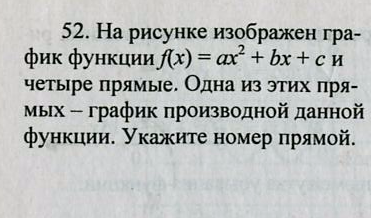 52. На рисунке изображен гра-
фик функции f(x) = ax² + bx + c и
четыре прямые. Одна из этих пря-
мых – график производной данной
функции. Укажите номер прямой.